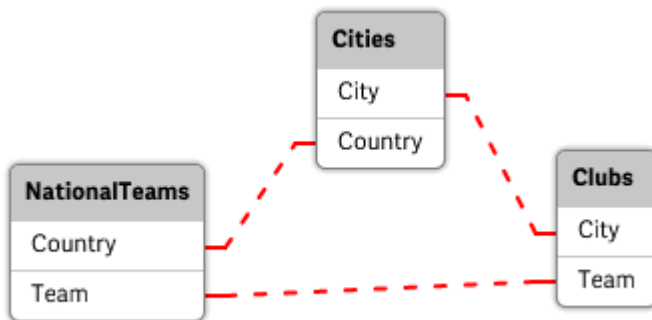 Cities
City
Country
NationalTeams
Country
Team
Clubs
City
Team